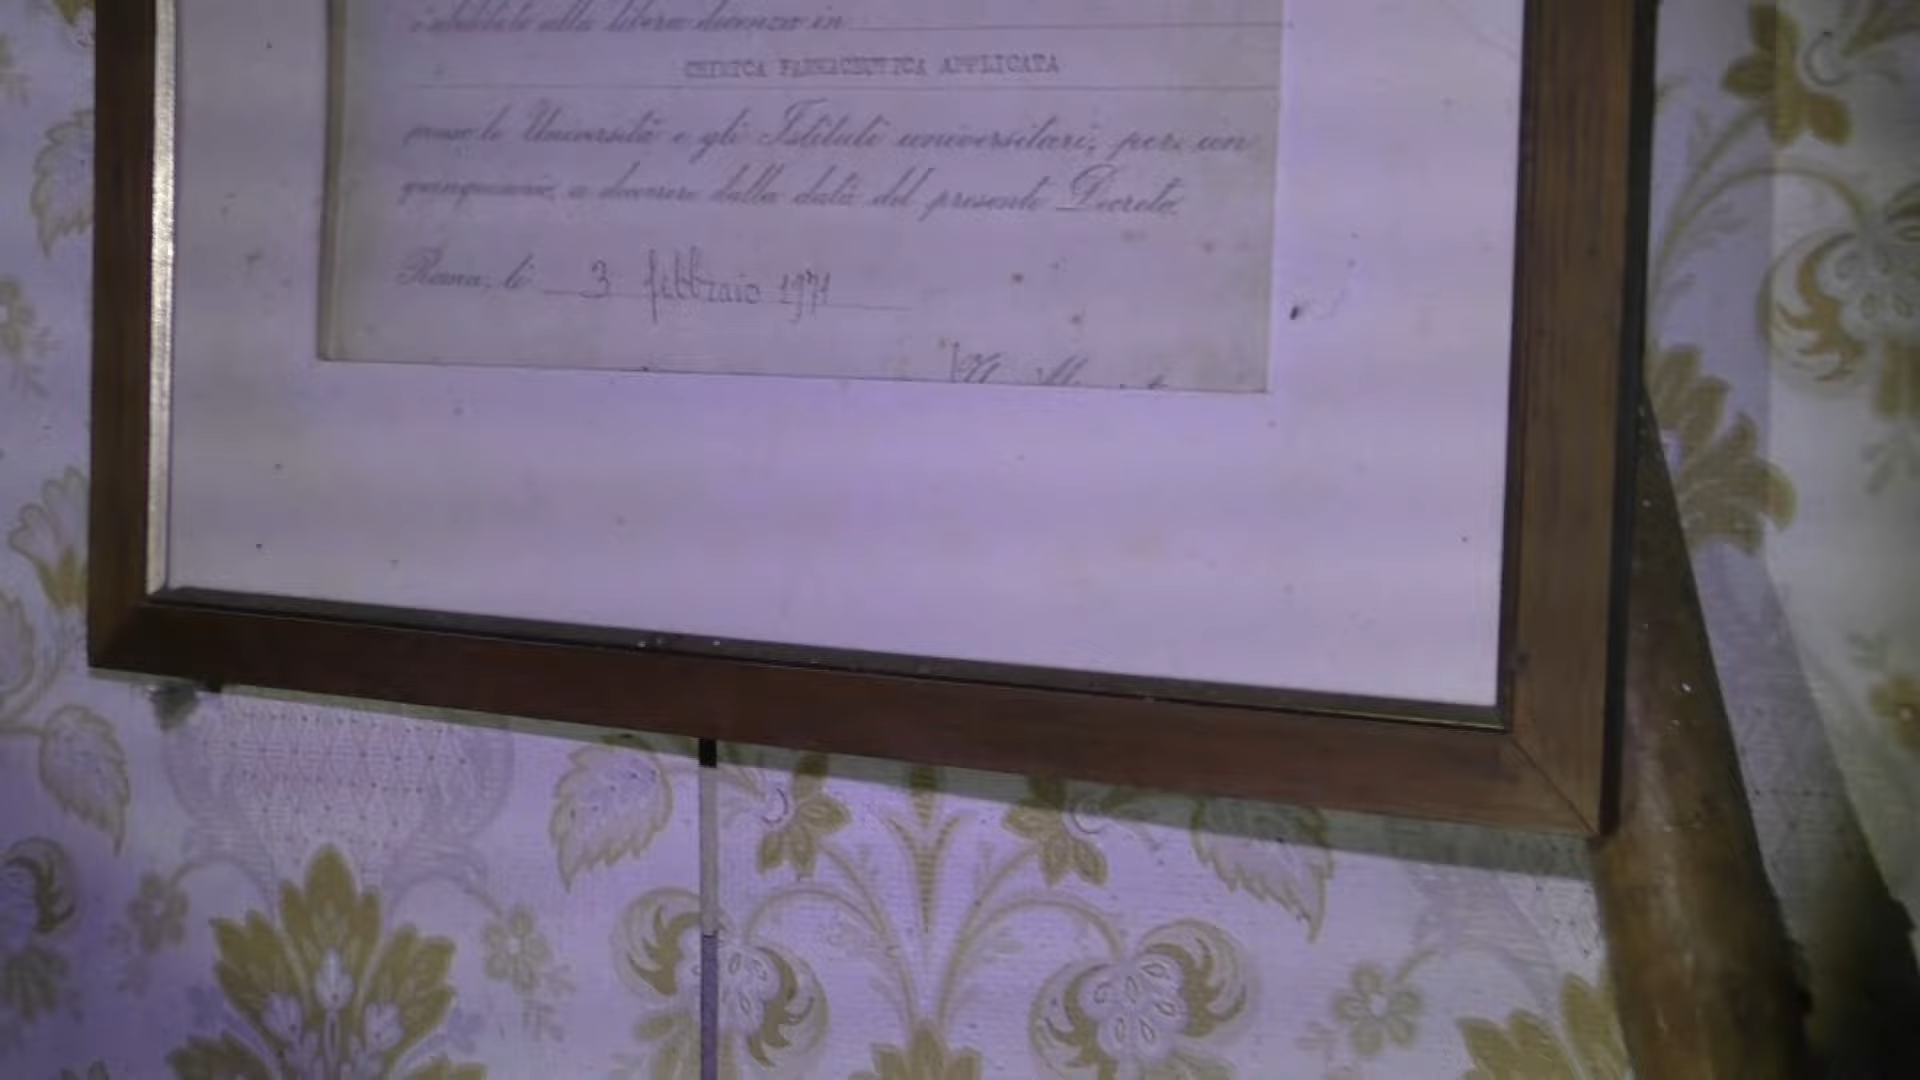 è abilitato alla libera docenza in
CHIMICA FARMACEUTICA APPLICATA
presso le Università e gli Istituti universitari, per un
quinquennio, a decorrere dalla data del presente Decreto.
Roma, lì 3 febbraio 1971